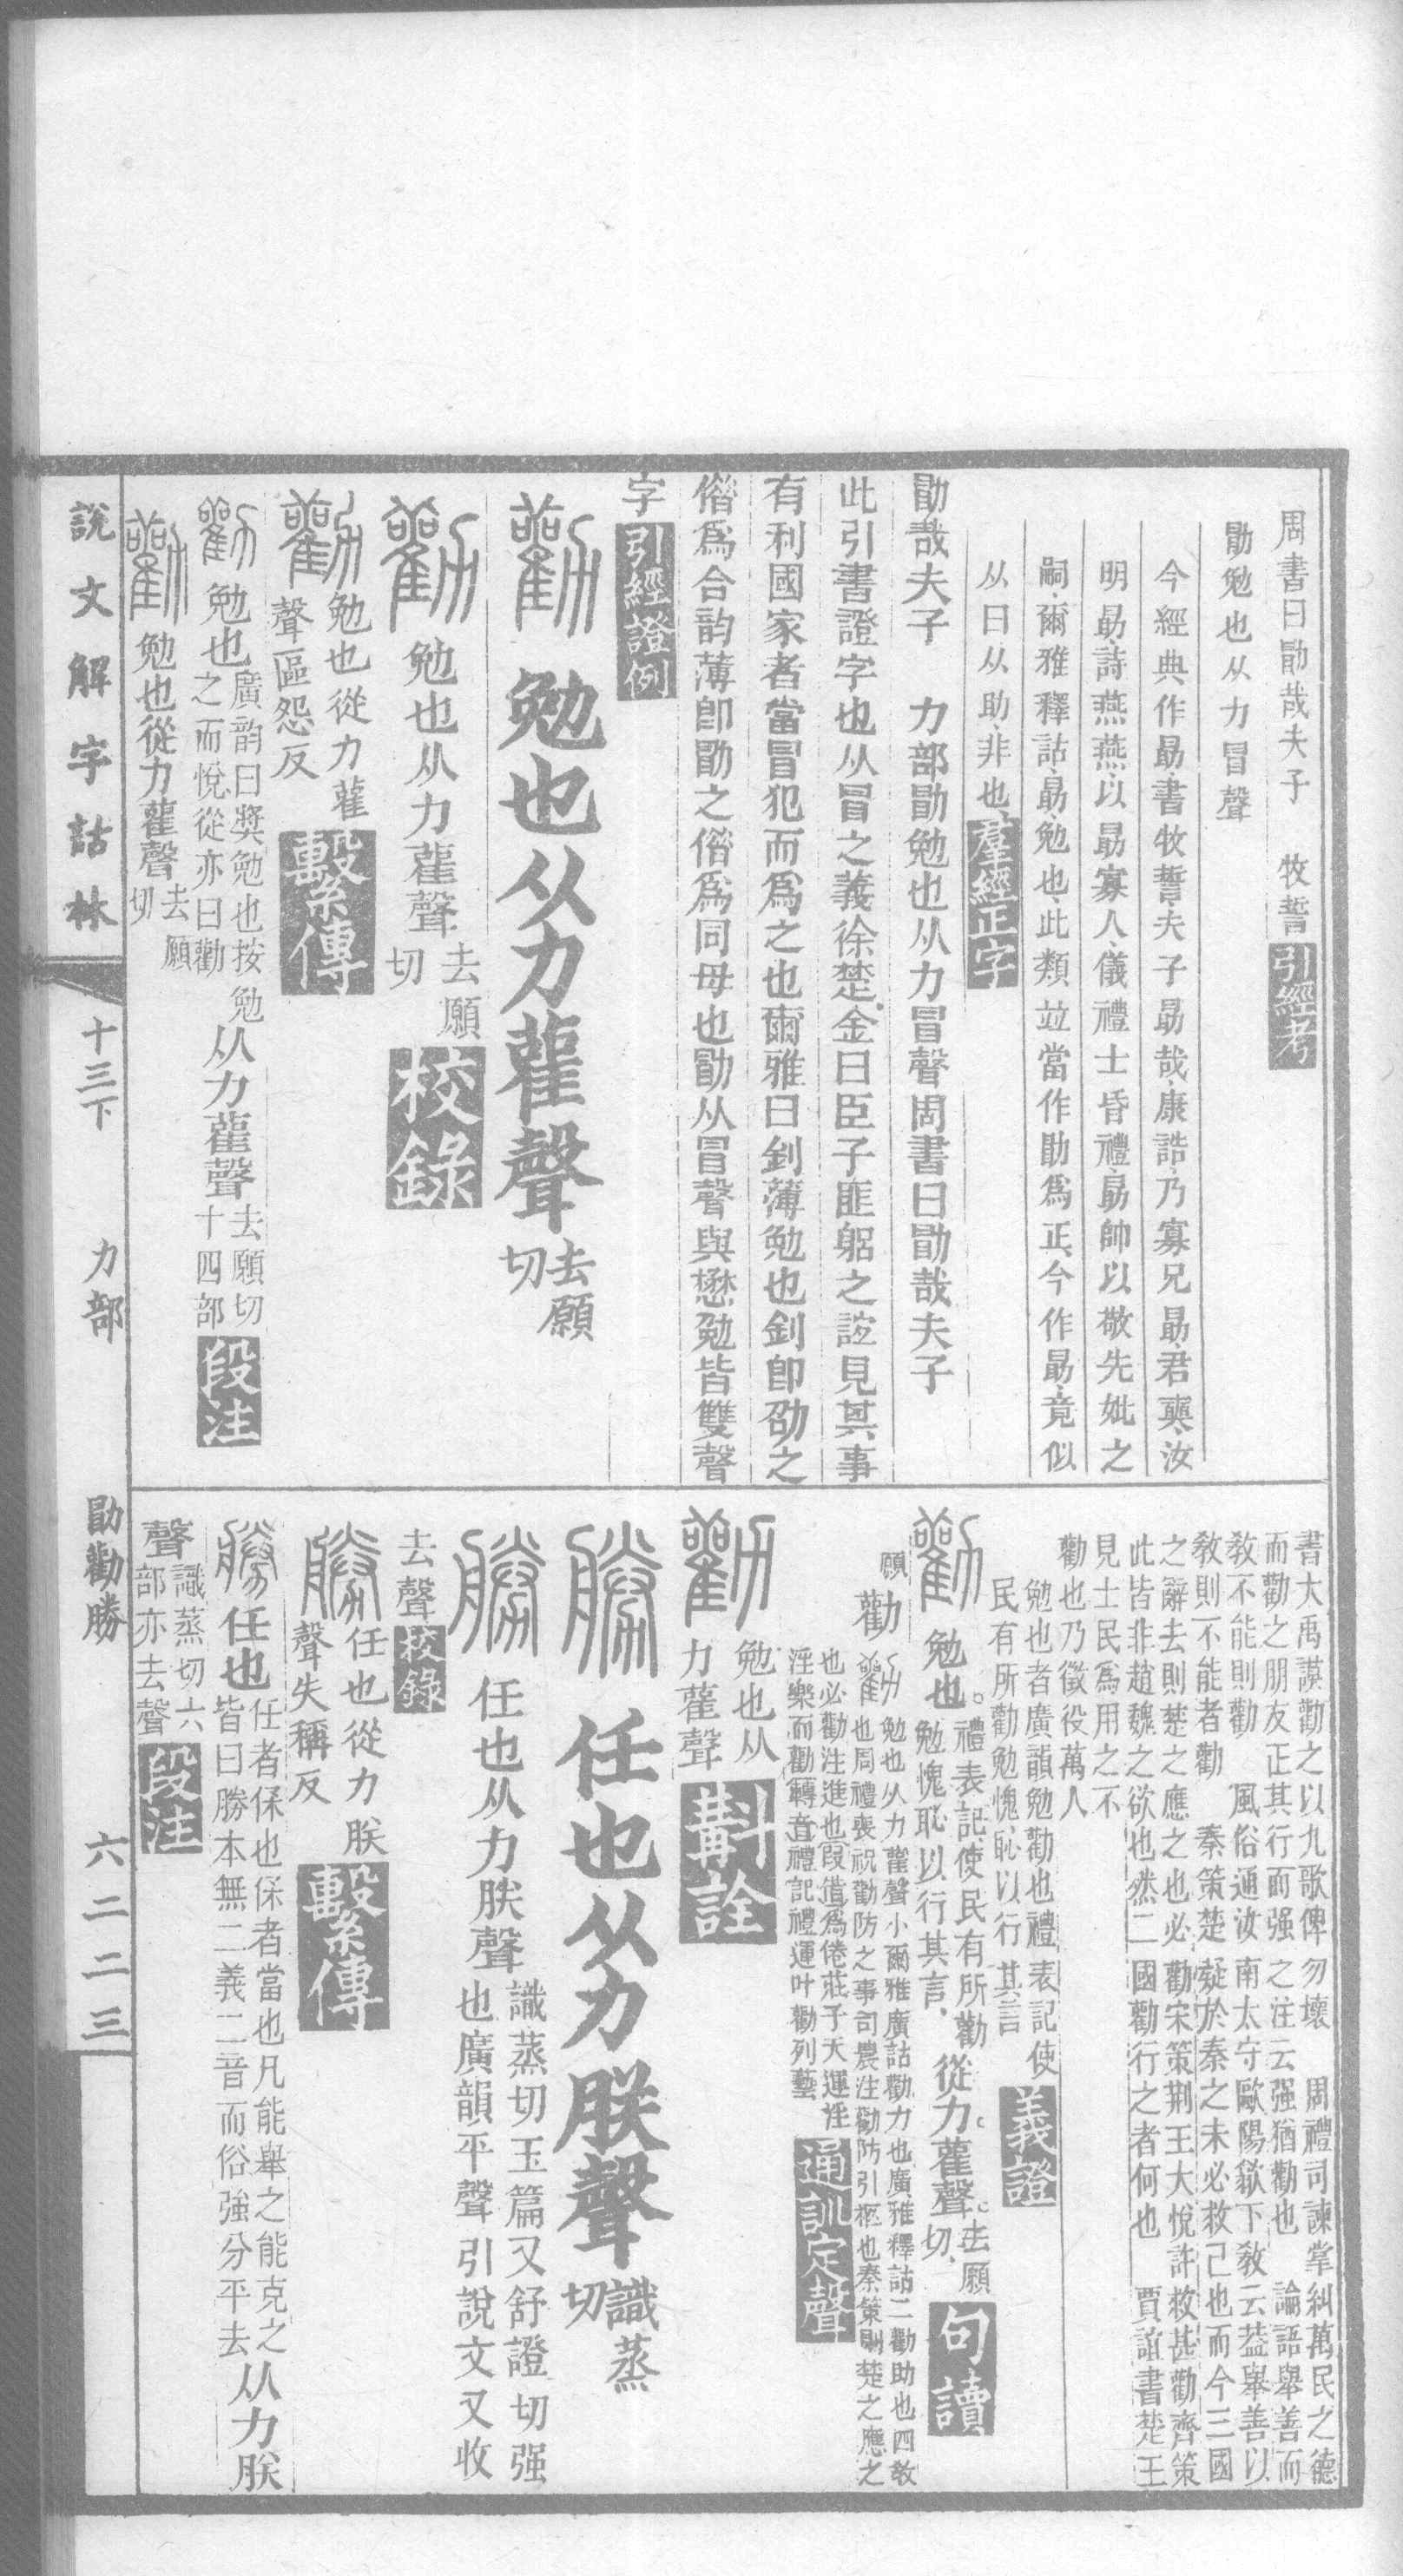 周書曰勖哉夫子　牧誓引經考
勖勉也从力冒聲
今經典作勗書牧誓夫子勗哉康誥乃寡兄勗君奭汝
明勗詩燕燕以勗寡人儀禮士昏禮勗帥以敬先妣之
嗣爾雅釋詁勗勉也此類竝當作勖爲正今作勗竟似
从曰从助非也羣經正字
勖哉夫子　力部勖勉也从力冒聲周書曰勖哉夫子
此引書證字也从冒之義徐楚金曰臣子匪躬之誼見其事
有利國家者當冒犯而爲之也爾雅曰釗薄勉也釗卽劭之
偺爲合韵薄卽勖之偺爲同母也勖从冒聲與懋勉皆雙聲
字引經證例
勸　勉也从力雚聲去願切
勸　勉也从力雚聲去願切校錄
勸　勉也從力雚
聲區怨反繫傳
勸　勉也廣韵曰獎勉也按勉之而悅從亦曰勸从力雚聲去願切十四部段注
勸　勉也從力雚聲去願切
書大禹謨勸之以九歌俾勿壞　周禮司諫掌糾萬民之德
而勸之朋友正其行而强之注云强猶勸也　論語舉善而
敎不能則勸　風俗通汝南太守歐陽歙下敎云葢舉善以
敎則不能者勸　秦策楚疑於秦之未必救己也而今三國
之辭去則楚之應之也必勸宋策荆王大悅許救甚勸齊策
此皆非趙魏之欲也然二國勸行之者何也　賈誼書楚王
見士民爲用之不
勸也乃徵役萬人
勉也者廣韻勉勸也禮表記使
民有所勸勉愧恥以行其言義證
勸　勉也。禮表記使民有所勸勉愧恥以行其言從力雚聲去願切句讀
願勸　勉也从力雚聲小爾雅廣詁勸力也廣雅釋詁二勸助也四敎
也周禮喪祝勸防之事司農注勸防引柩也秦策則楚之應之
也必勸注進也叚借爲倦莊子天運淫
淫樂而勸轉音禮記禮運叶勸列藝通訓定聲
勸　勉也从
力雚聲斠詮
勝　任也从力朕聲識蒸切
勝　任也从力朕聲識蒸切玉篇又舒證切强
也廣韻平聲引說文又收
去聲校錄
勝　任也從力朕
聲失稱反繫傳
勝　任也任者保也保者當也凡能舉之能克之
皆曰勝本無二義二音而俗強分平去从力朕
聲識蒸切六部亦去聲段注
說文解字詁林　十三下　力部　勖勸勝　六二二三